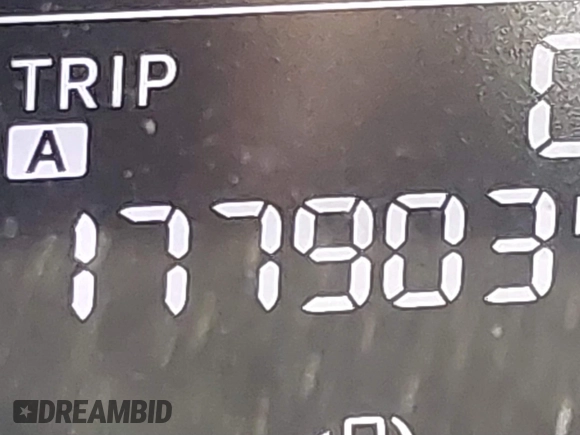 TRIP
A
177903
DREAMBID